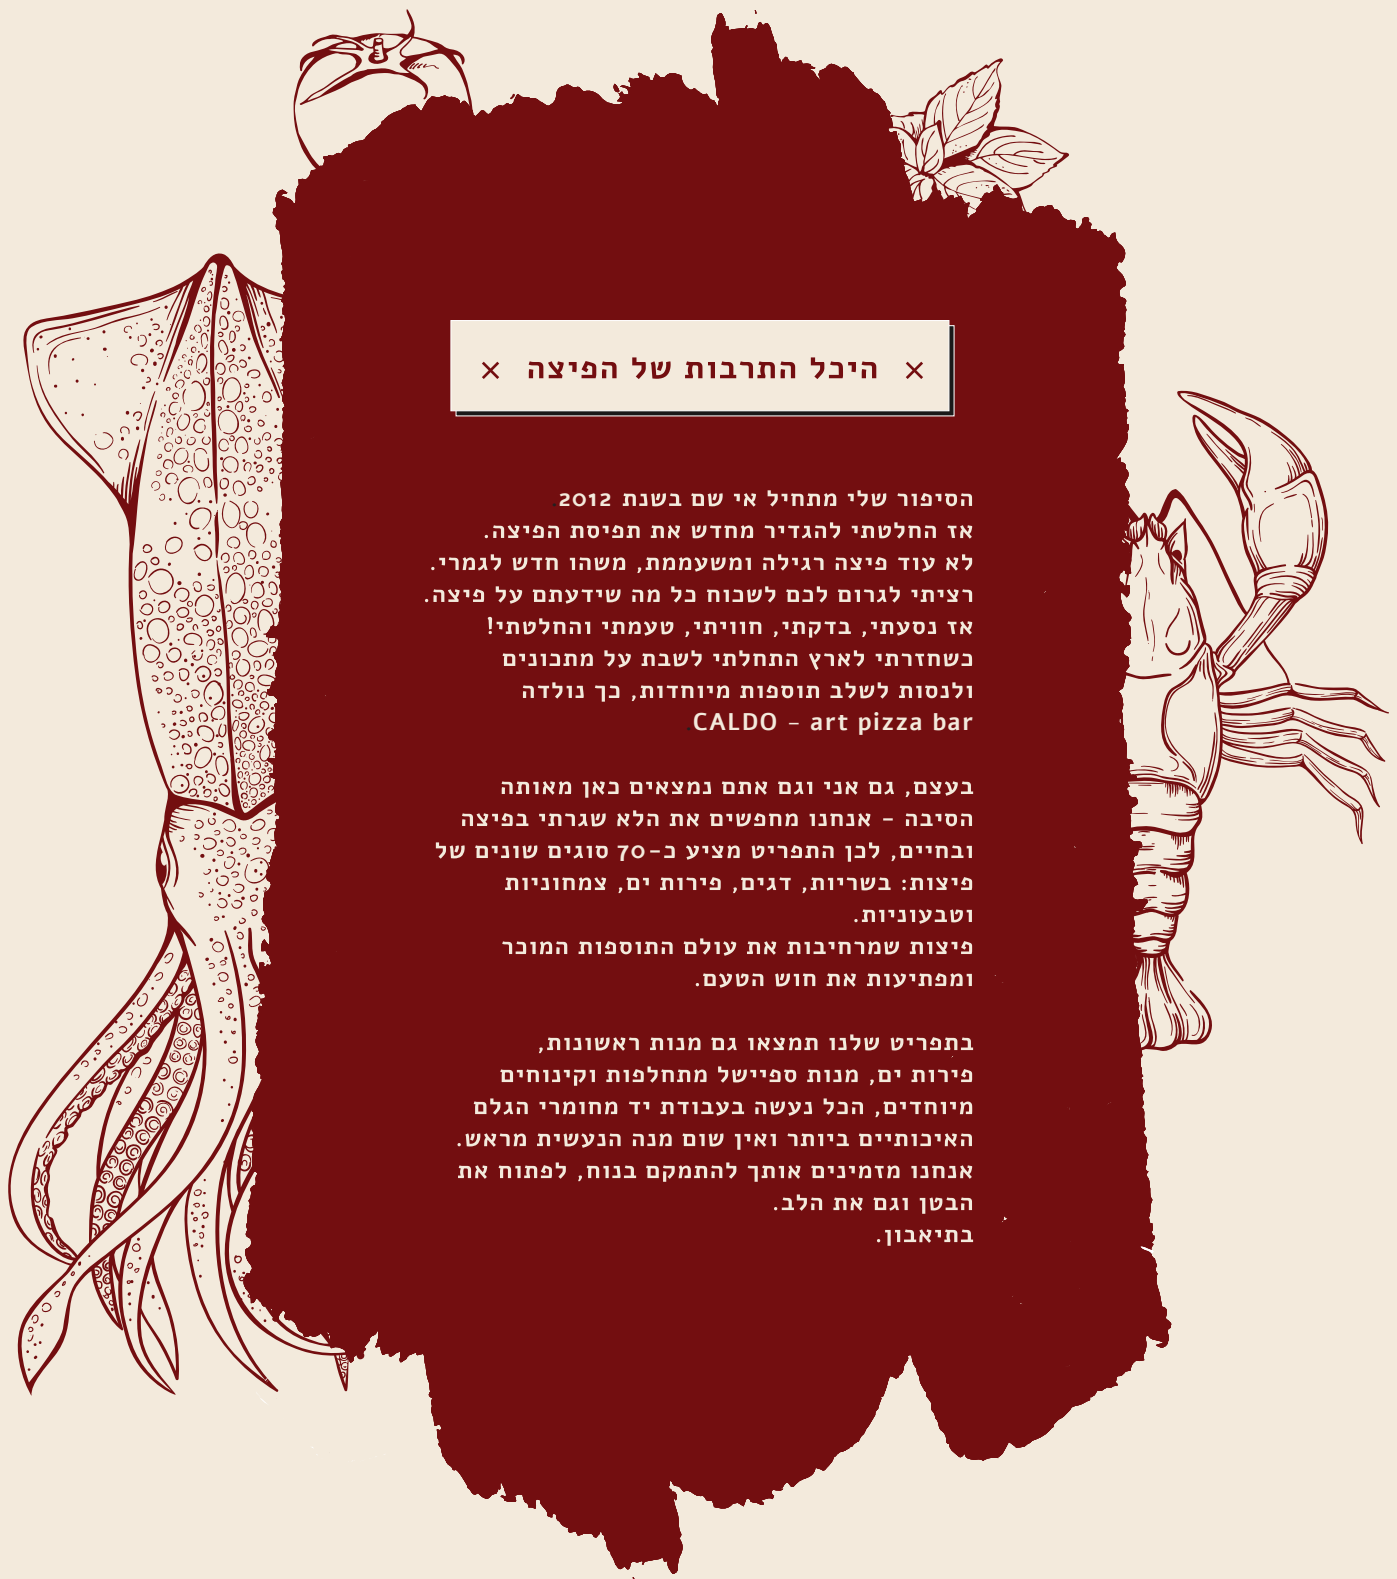 × היכל התרבות של הפיצה ×
הסיפור שלי מתחיל אי שם בשנת 2012.
אז החלטתי להגדיר מחדש את תפיסת הפיצה.
לא עוד פיצה רגילה ומשעממת, משהו חדש לגמרי.
רציתי לגרום לכם לשכוח כל מה שידעתם על פיצה.
אז נסעתי, בדקתי, חוויתי, טעמתי והחלטתי!
כשחזרתי לארץ התחלתי לשבת על מתכונים
ולנסות לשלב תוספות מיוחדות, כך נולדה
CALDO – art pizza bar.
בעצם, גם אני וגם אתם נמצאים כאן מאותה
הסיבה – אנחנו מחפשים את הלא שגרתי בפיצה
ובחיים, לכן התפריט מציע כ-70 סוגים שונים של
פיצות: בשריות, דגים, פירות ים, צמחוניות
וטבעוניות.
פיצות שמרחיבות את עולם התוספות המוכר
ומפתיעות את חוש הטעם.
בתפריט שלנו תמצאו גם מנות ראשונות,
פירות ים, מנות ספיישל מתחלפות וקינוחים
מיוחדים, הכל נעשה בעבודת יד מחומרי הגלם
האיכותיים ביותר ואין שום מנה הנעשית מראש.
אנחנו מזמינים אותך להתמקם בנוח, לפתוח את
הבטן וגם את הלב.
בתיאבון.